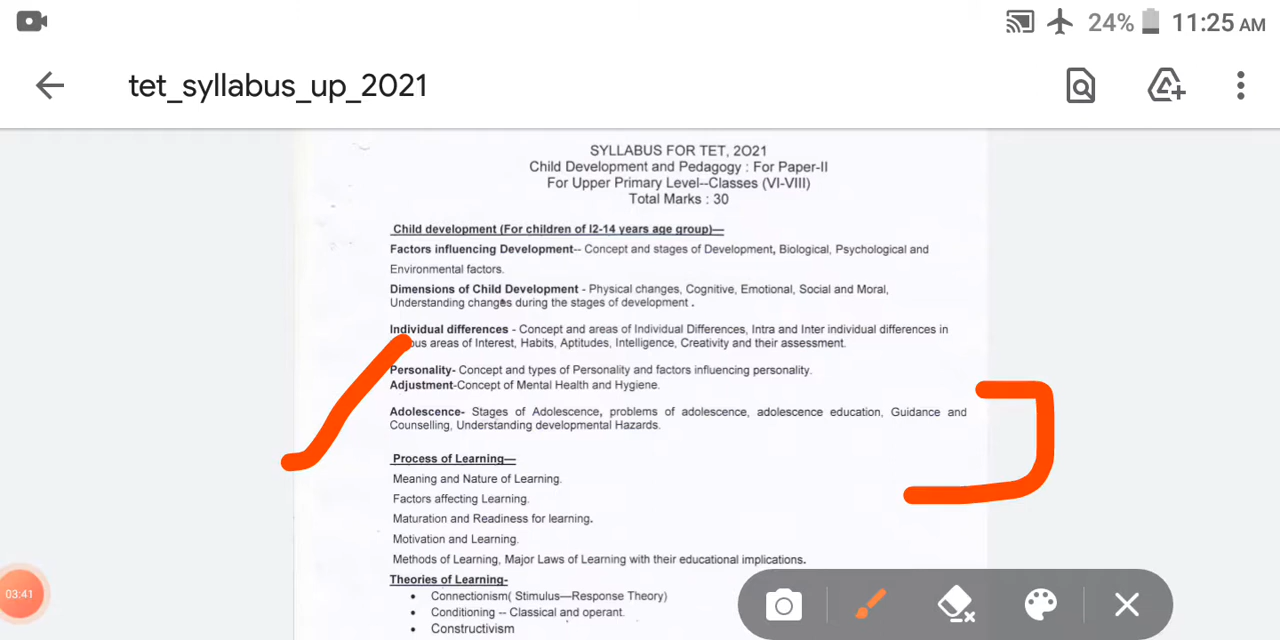 24% 11:25 AM
tet_syllabus_up_2021
SYLLABUS FOR TET, 2O21
Child Development and Pedagogy : For Paper-II
For Upper Primary Level--Classes (VI-VIII)
Total Marks : 30
Child development (For children of I2-14 years age group)—
Factors influencing Development-- Concept and stages of Development, Biological, Psychological and
Environmental factors.
Dimensions of Child Development - Physical changes, Cognitive, Emotional, Social and Moral,
Understanding changes during the stages of development .
Individual differences - Concept and areas of Individual Differences, Intra and Inter individual differences in
areas of Interest, Habits, Aptitudes, Intelligence, Creativity and their assessment.
Personality- Concept and types of Personality and factors influencing personality.
Adjustment-Concept of Mental Health and Hygiene.
Adolescence- Stages of Adolescence, problems of adolescence, adolescence education, Guidance and
Counselling, Understanding developmental Hazards.
Process of Learning—
Meaning and Nature of Learning.
Factors affecting Learning.
Maturation and Readiness for learning.
Motivation and Learning.
Methods of Learning, Major Laws of Learning with their educational implications.
Theories of Learning-
• Connectionism( Stimulus—Response Theory)
• Conditioning -- Classical and operant.
• Constructivism
03:41